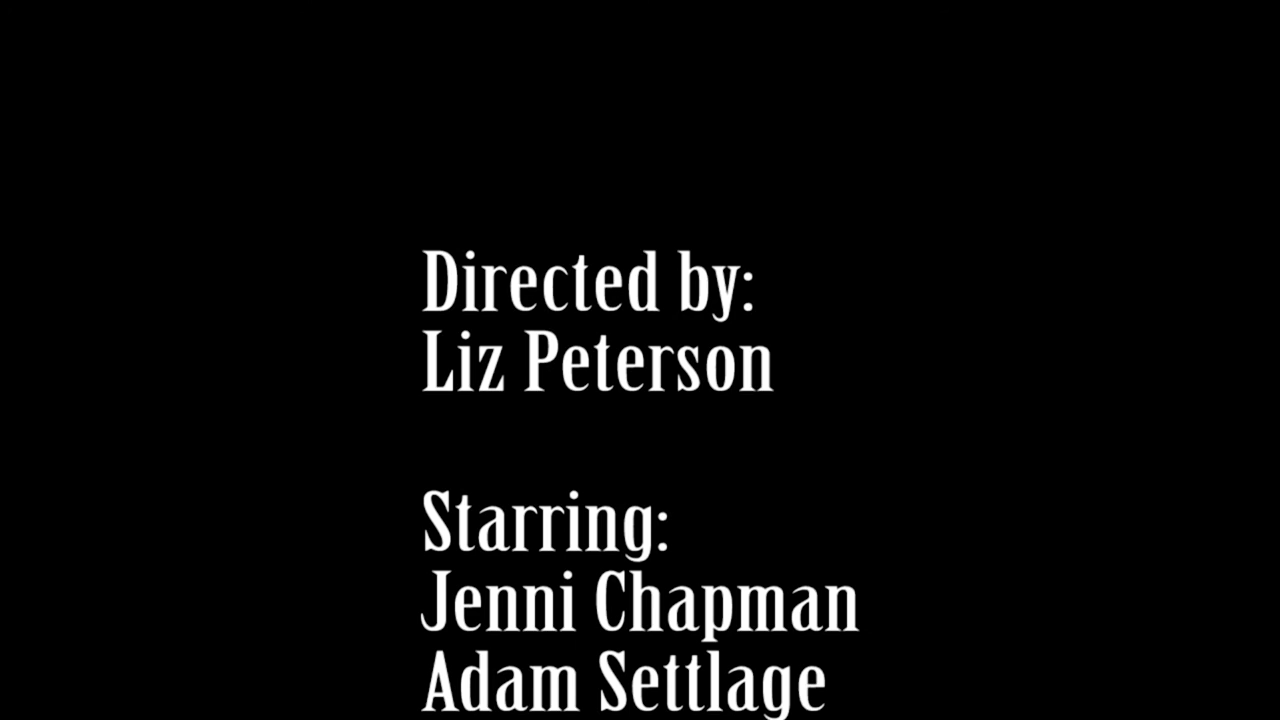 Directed by:
Liz Peterson
Starring:
Jenni Chapman
Adam Settlage